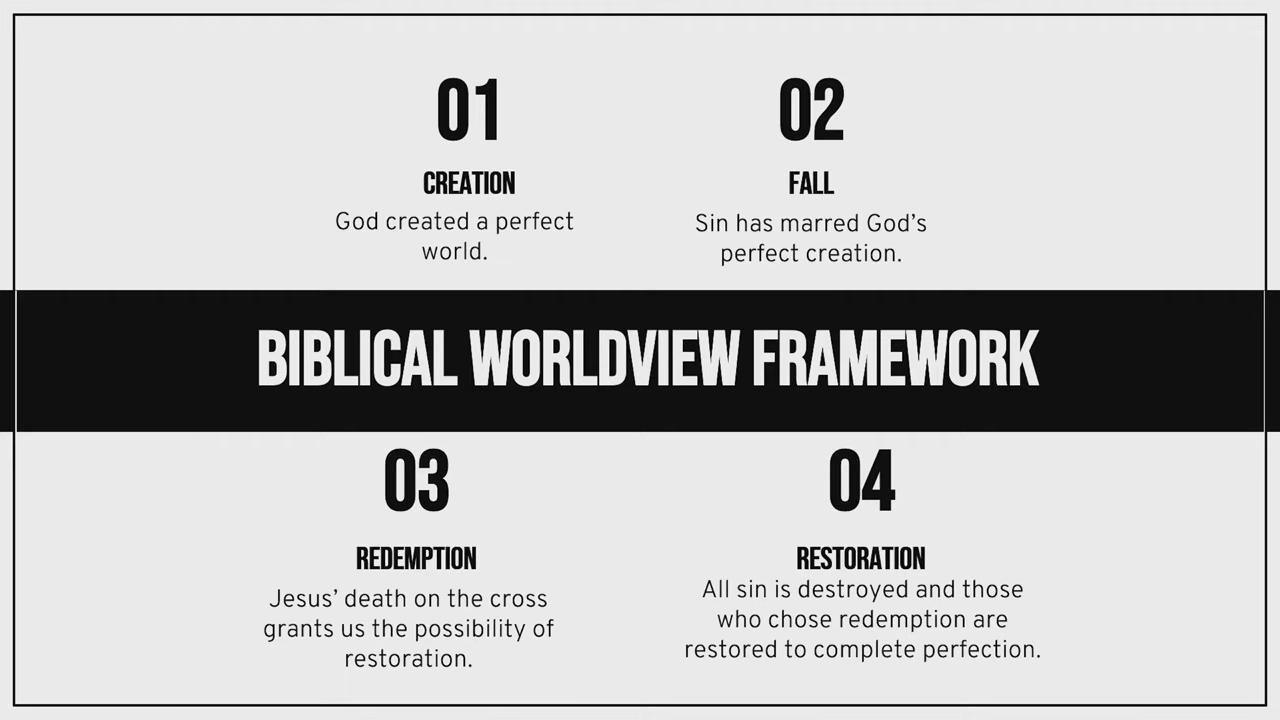 01
CREATION
God created a perfect
world.
02
FALL
Sin has marred God’s
perfect creation.
BIBLICAL WORLDVIEW FRAMEWORK
03
REDEMPTION
Jesus’ death on the cross
grants us the possibility of
restoration.
04
RESTORATION
All sin is destroyed and those
who chose redemption are
restored to complete perfection.